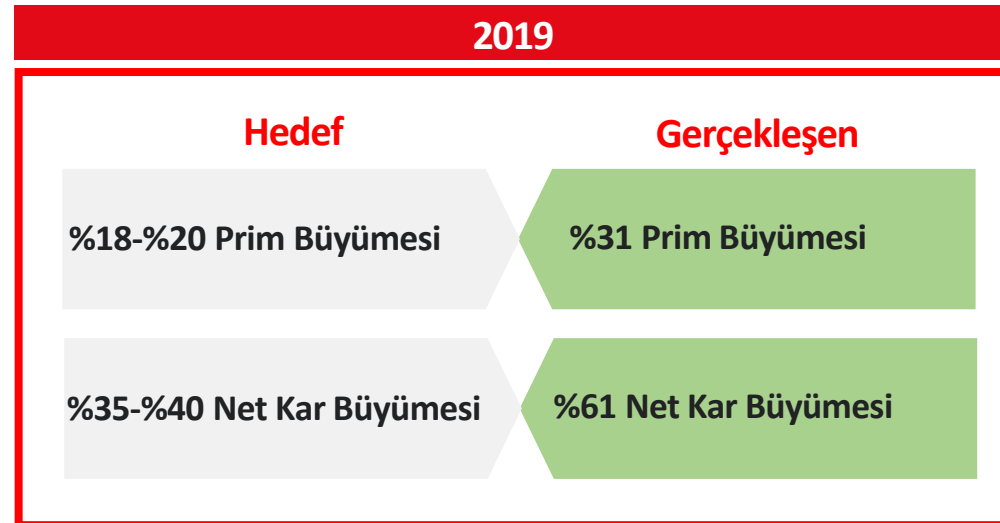 2019
Hedef
Gerçekleşen
%18-%20 Prim Büyümesi
%31 Prim Büyümesi
%35-%40 Net Kar Büyümesi
%61 Net Kar Büyümesi